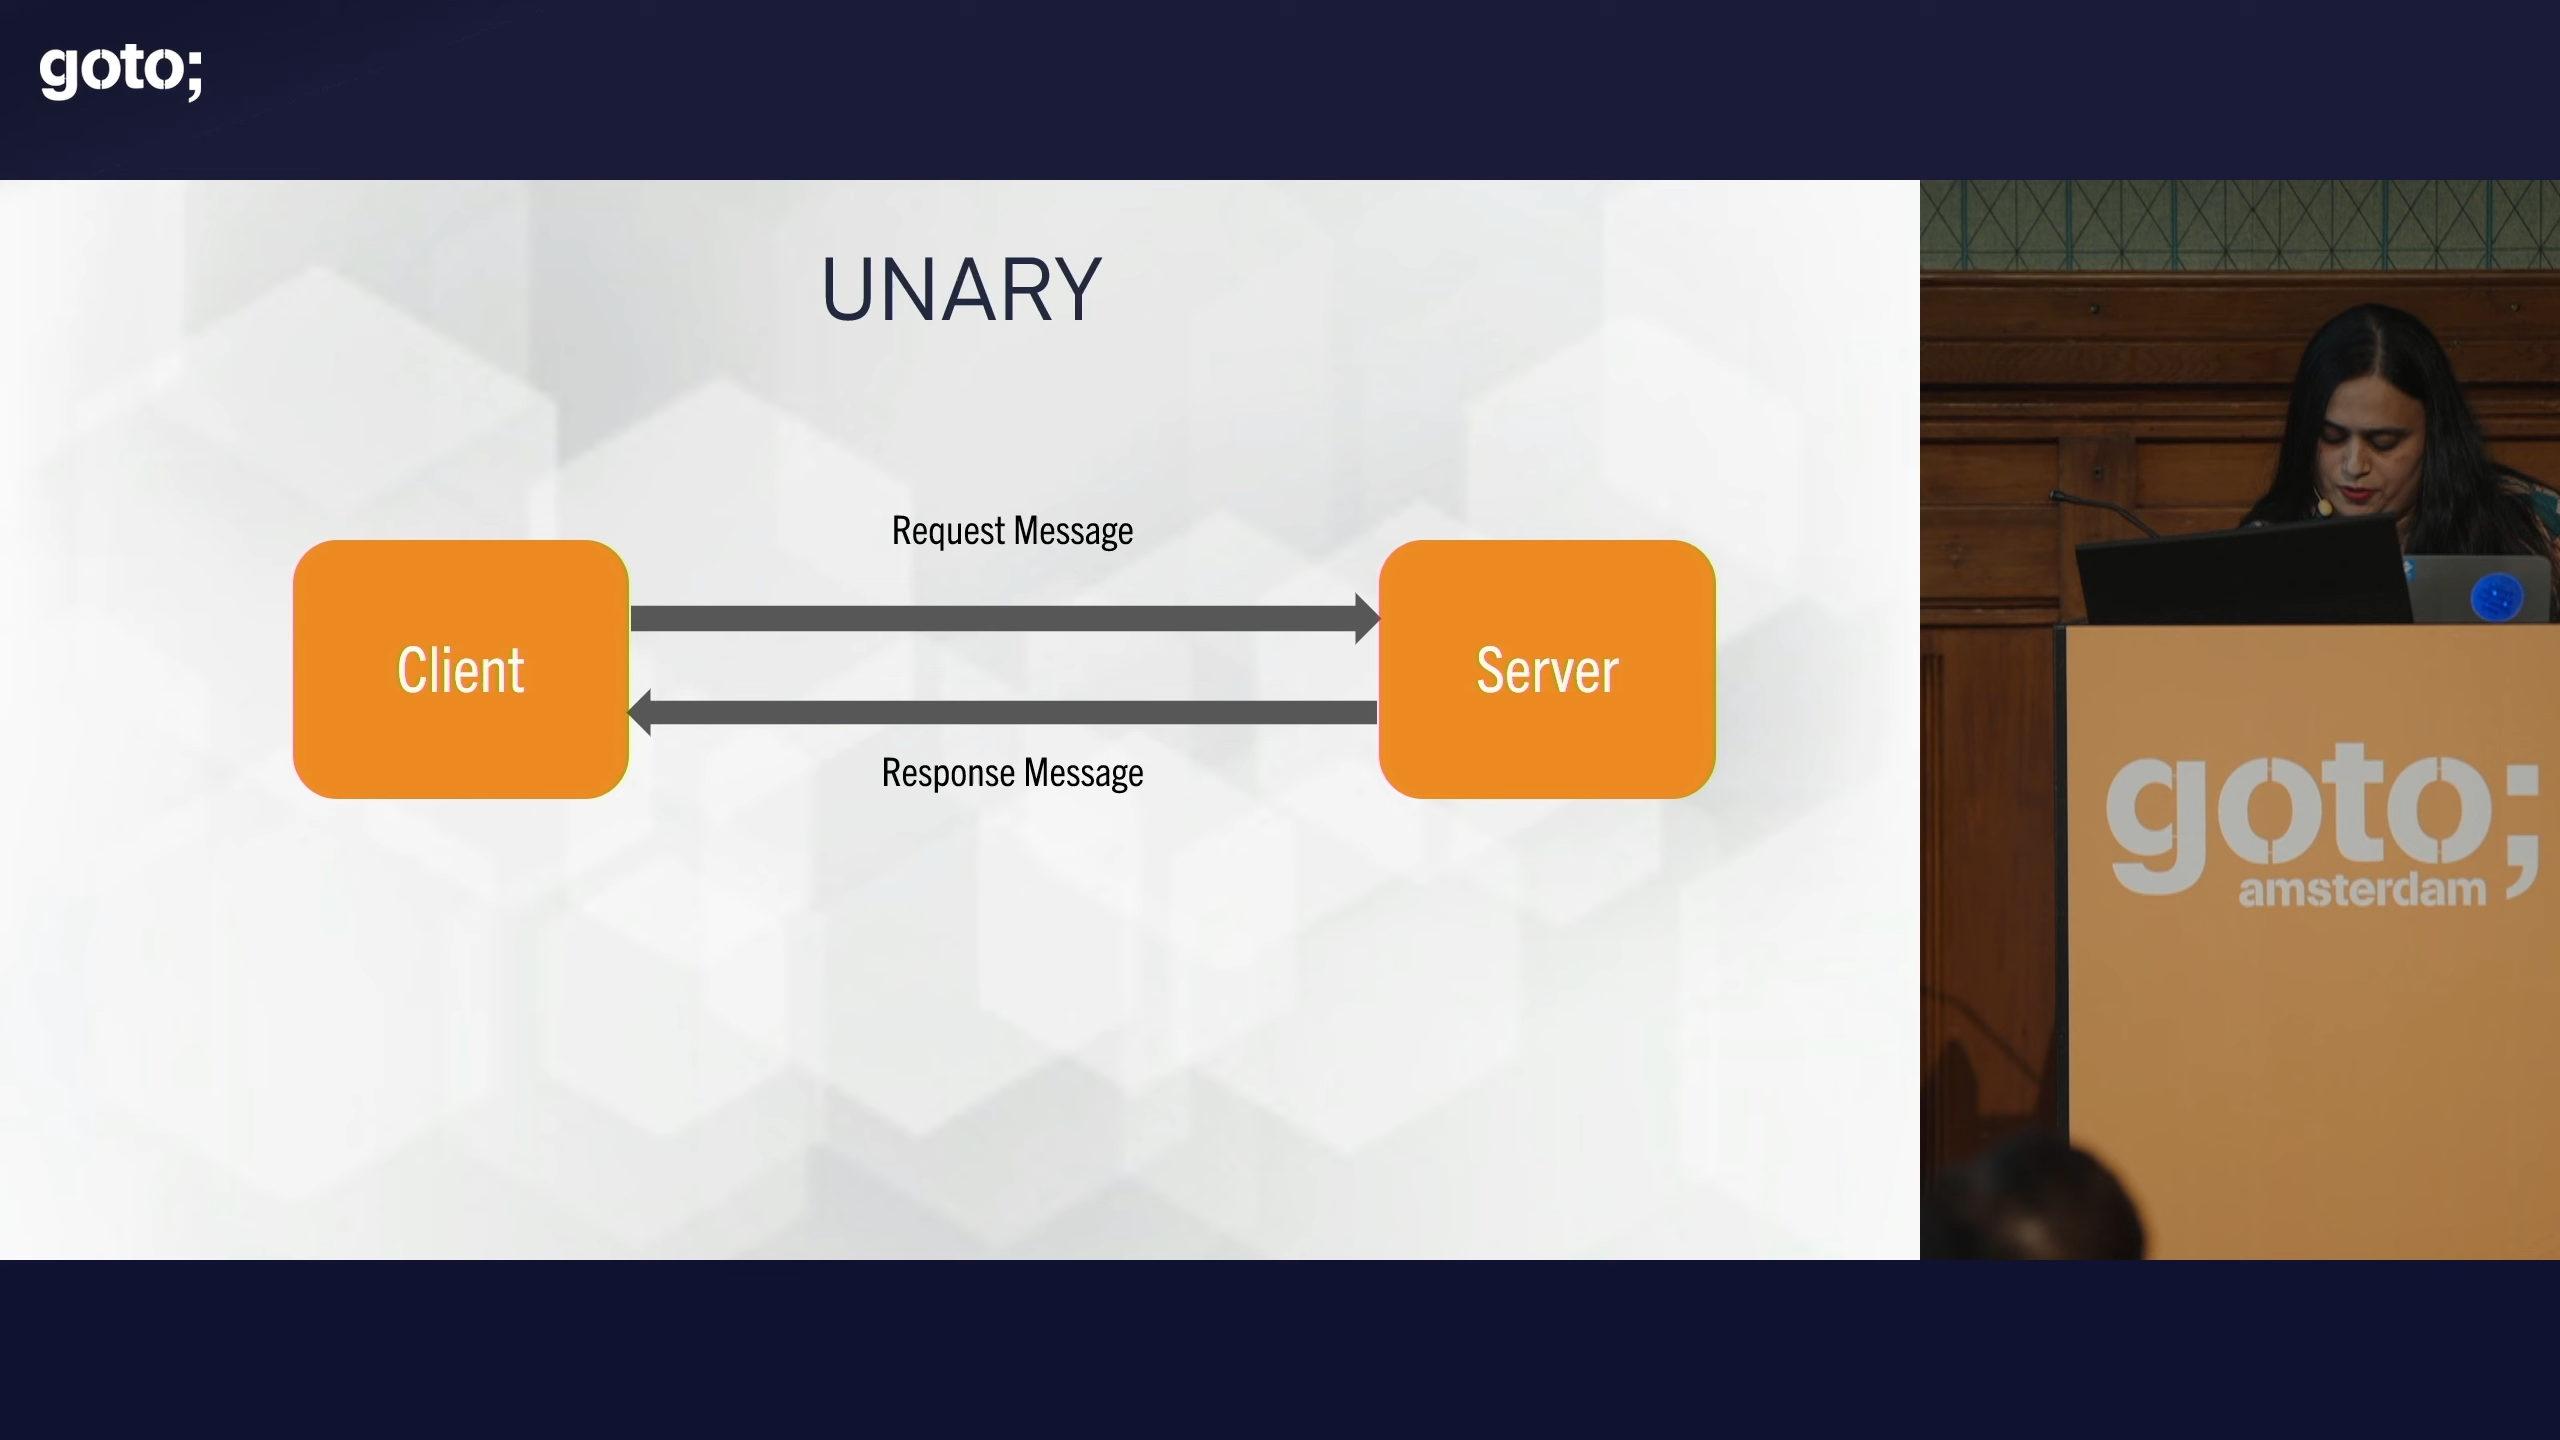 goto;
UNARY
Request Message
Client
Server
Response Message
goto;
amsterdam